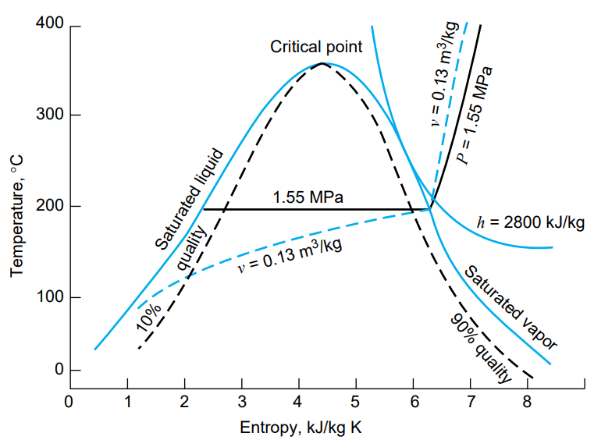 400
300
200
100
0
Temperature, °C
0 1 2 3 4 5 6 7 8
Entropy, kJ/kg K
Critical point
Saturated liquid
1.55 MPa
10% quality
v = 0.13 m³/kg
v = 0.13 m³/kg
P = 1.55 MPa
h = 2800 kJ/kg
Saturated vapor
90% quality